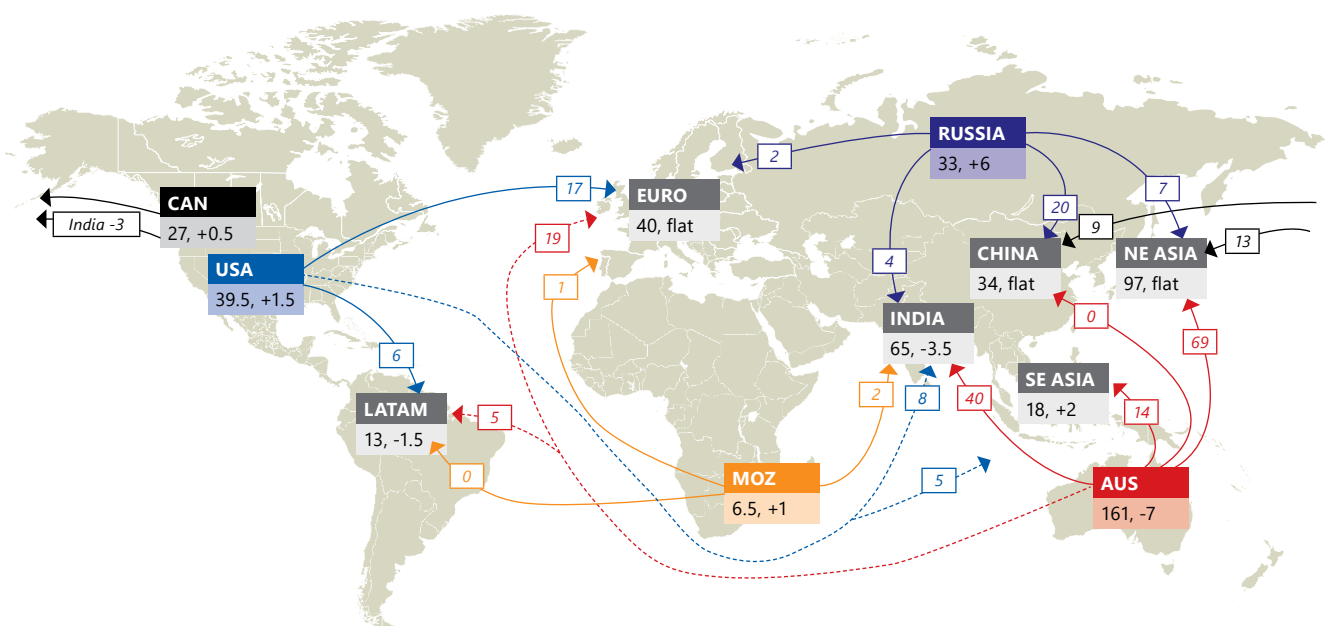 RUSSIA
33, +6
2
17
EURO
40, flat
7
CAN
27, +0.5
India -3
20
9
13
19
CHINA
34, flat
NE ASIA
97, flat
USA
39.5, +1.5
4
1
INDIA
65, -3.5
0
69
6
SE ASIA
18, +2
LATAM
13, -1.5
5
2
8
40
14
0
MOZ
6.5, +1
5
AUS
161, -7